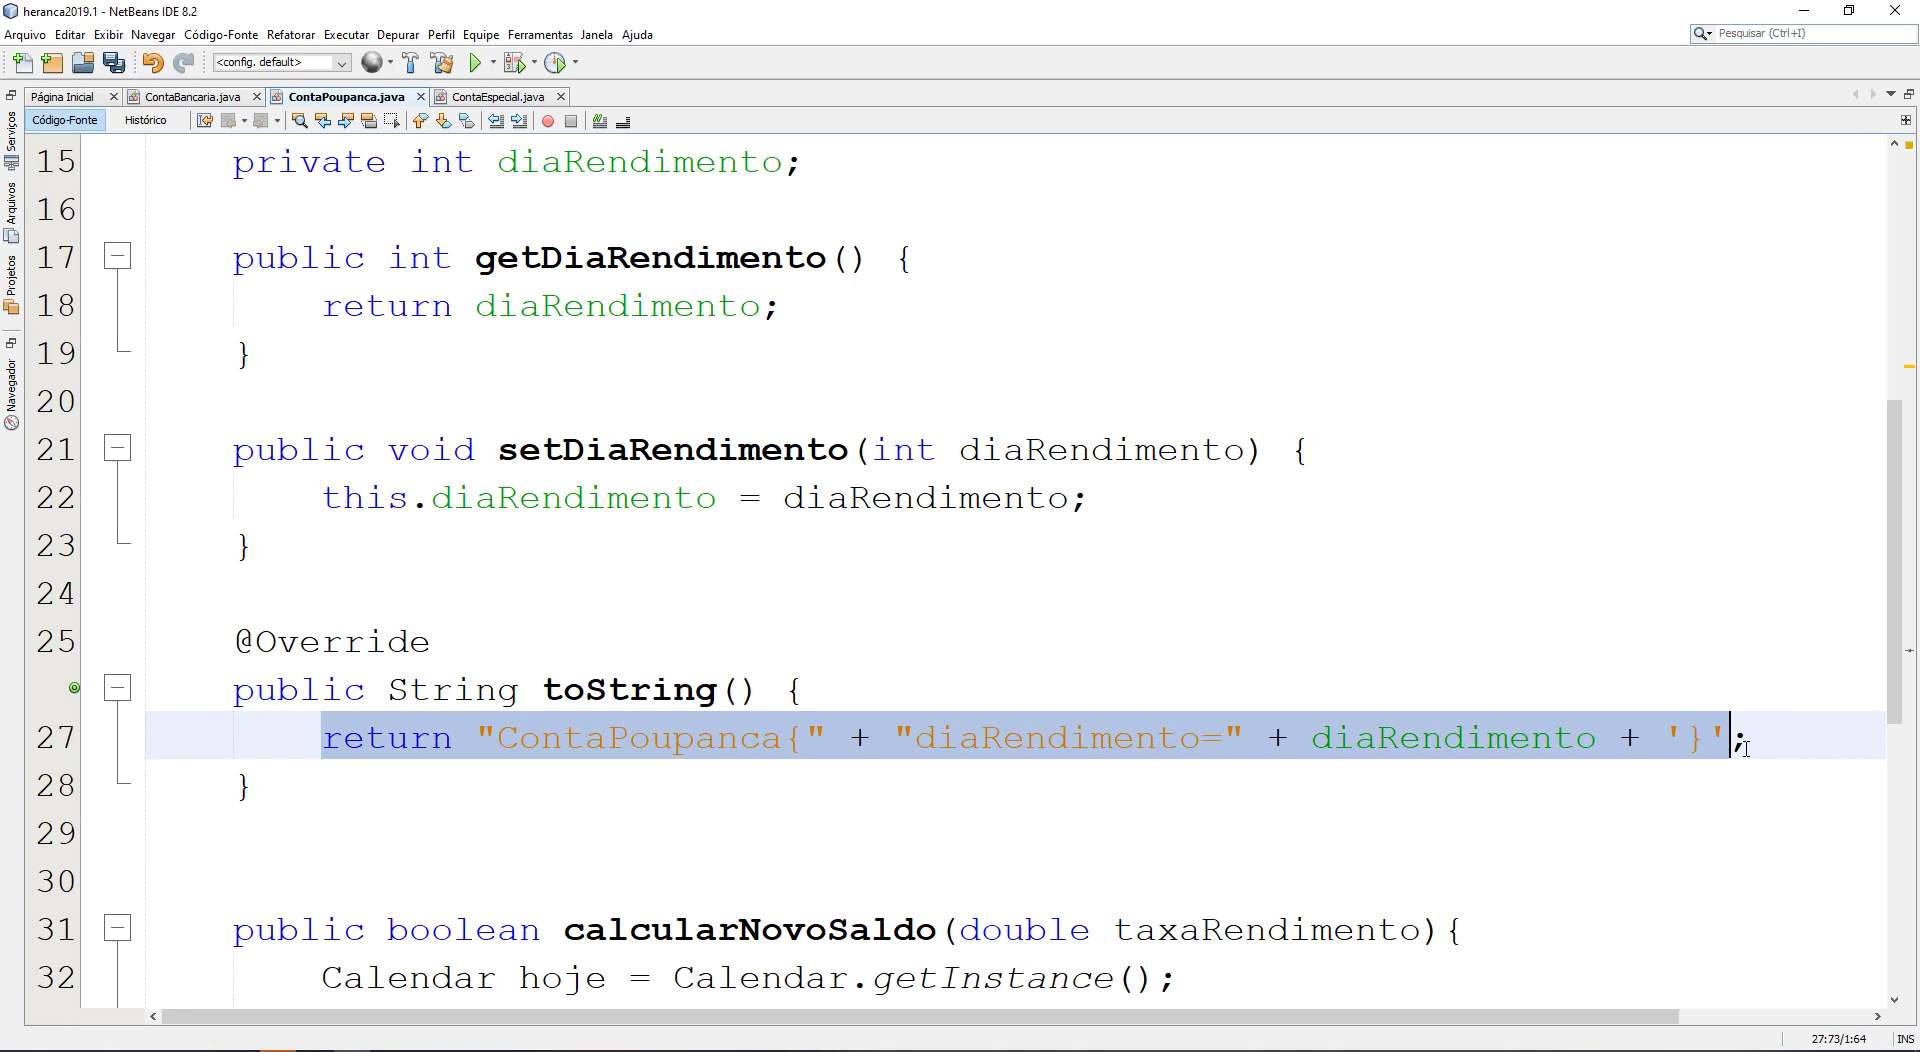 heranca2019.1 - NetBeans IDE 8.2
Arquivo Editar Exibir Navegar Código-Fonte Refatorar Executar Depurar Perfil Equipe Ferramentas Janela Ajuda
Pesquisar (Ctrl+I)
<config. default>
Página Inicial ContaBancaria.java ContaPoupanca.java ContaEspecial.java
Código-Fonte Histórico
Serviços
Arquivos
Projetos
Navegador
15 private int diaRendimento;
16
17 public int getDiaRendimento() {
18 return diaRendimento;
19 }
20
21 public void setDiaRendimento(int diaRendimento) {
22 this.diaRendimento = diaRendimento;
23 }
24
25 @Override
public String toString() {
27 return "ContaPoupanca{" + "diaRendimento=" + diaRendimento + '}';
28 }
29
30
31 public boolean calcularNovoSaldo(double taxaRendimento){
32 Calendar hoje = Calendar.getInstance();
27:73/1:64 INS